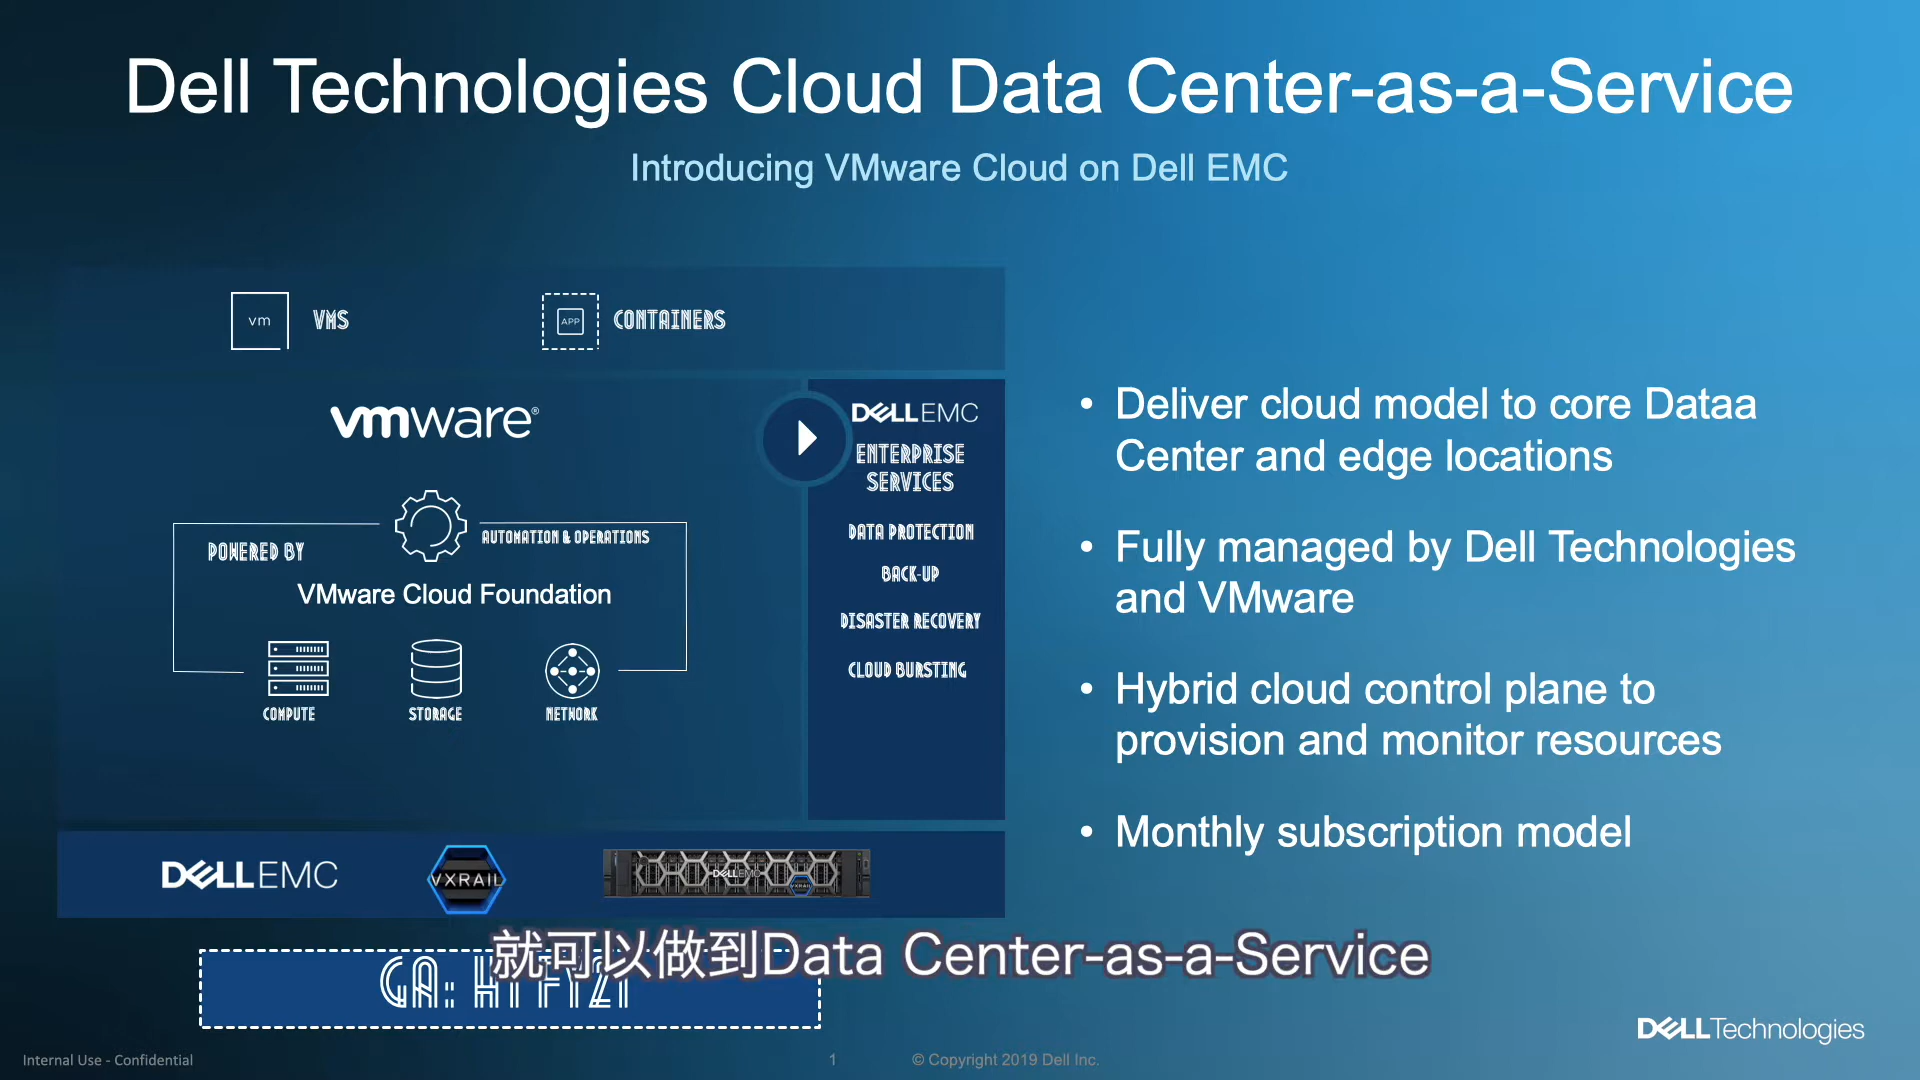 Dell Technologies Cloud Data Center-as-a-Service
Introducing VMware Cloud on Dell EMC
vm
VMS
APP
CONTAINERS
vmware®
POWERED BY
AUTOMATION & OPERATIONS
VMware Cloud Foundation
COMPUTE
STORAGE
NETWORK
DELLEMC
ENTERPRISE
SERVICES
DATA PROTECTION
BACK-UP
DISASTER RECOVERY
CLOUD BURSTING
• Deliver cloud model to core Dataa
Center and edge locations
• Fully managed by Dell Technologies
and VMware
• Hybrid cloud control plane to
provision and monitor resources
• Monthly subscription model
DELLEMC
VXRAIL
DELLEMC
VXRAIL
就可以做到Data Center-as-a-Service
GA: H1 FY21
DELLTechnologies
Internal Use - Confidential
1
© Copyright 2019 Dell Inc.